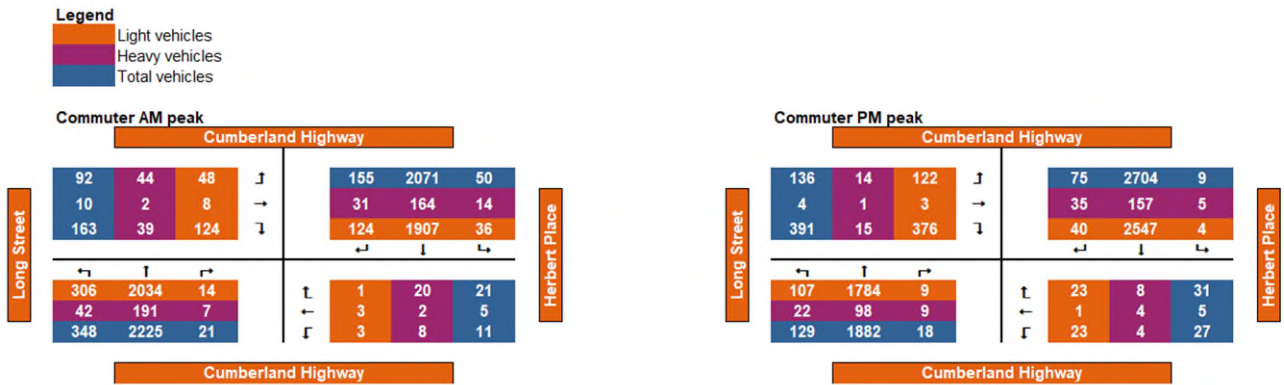 Legend
Light vehicles
Heavy vehicles
Total vehicles
Commuter AM peak
Cumberland Highway
Long Street
92 44 48
10 2 8
163 39 124
155 2071 50
31 164 14
124 1907 36
306 2034 14
42 191 7
348 2225 21
1 20 21
3 2 5
3 8 11
Herbert Place
Cumberland Highway
Commuter PM peak
Cumberland Highway
Long Street
136 14 122
4 1 3
391 15 376
75 2704 9
35 157 5
40 2547 4
107 1784 9
22 98 9
129 1882 18
23 8 31
1 4 5
23 4 27
Herbert Place
Cumberland Highway